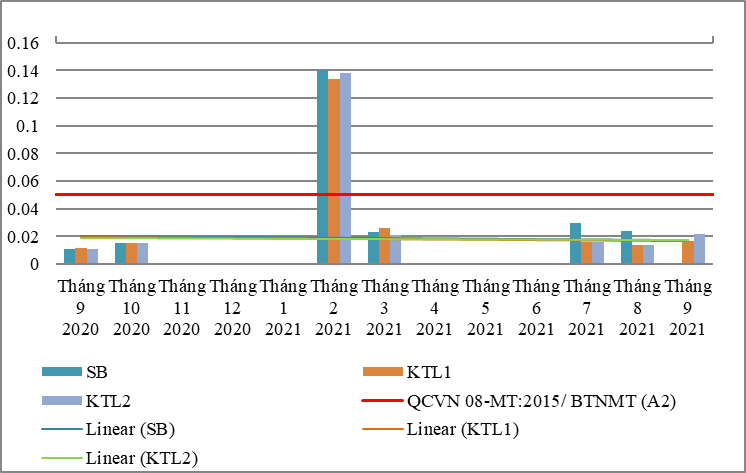 0.16
0.14
0.12
0.1
0.08
0.06
0.04
0.02
0
Tháng Tháng Tháng Tháng Tháng Tháng Tháng Tháng Tháng Tháng Tháng Tháng Tháng
9 10 11 12 1 2 3 4 5 6 7 8 9
2020 2020 2020 2020 2021 2021 2021 2021 2021 2021 2021 2021 2021
SB KTL1
KTL2 QCVN 08-MT:2015/ BTNMT (A2)
Linear (SB) Linear (KTL1)
Linear (KTL2)